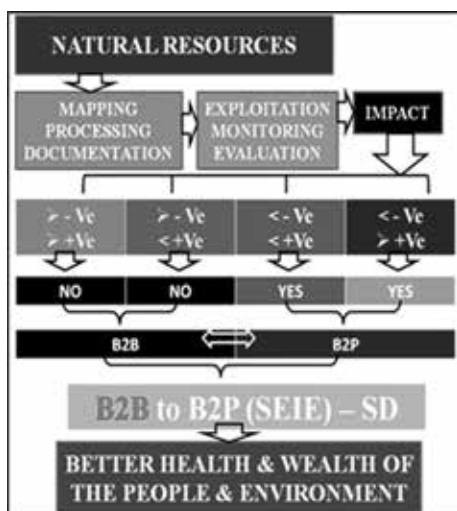 NATURAL RESOURCES
MAPPING
PROCESSING
DOCUMENTATION
EXPLOITATION
MONITORING
EVALUATION
IMPACT
➢ - Ve
➢ +Ve
➢ - Ve
< +Ve
< - Ve
< +Ve
< - Ve
➢ +Ve
NO
NO
YES
YES
B2B
B2P
B2B to B2P (SEIE) – SD
BETTER HEALTH & WEALTH OF
THE PEOPLE & ENVIRONMENT